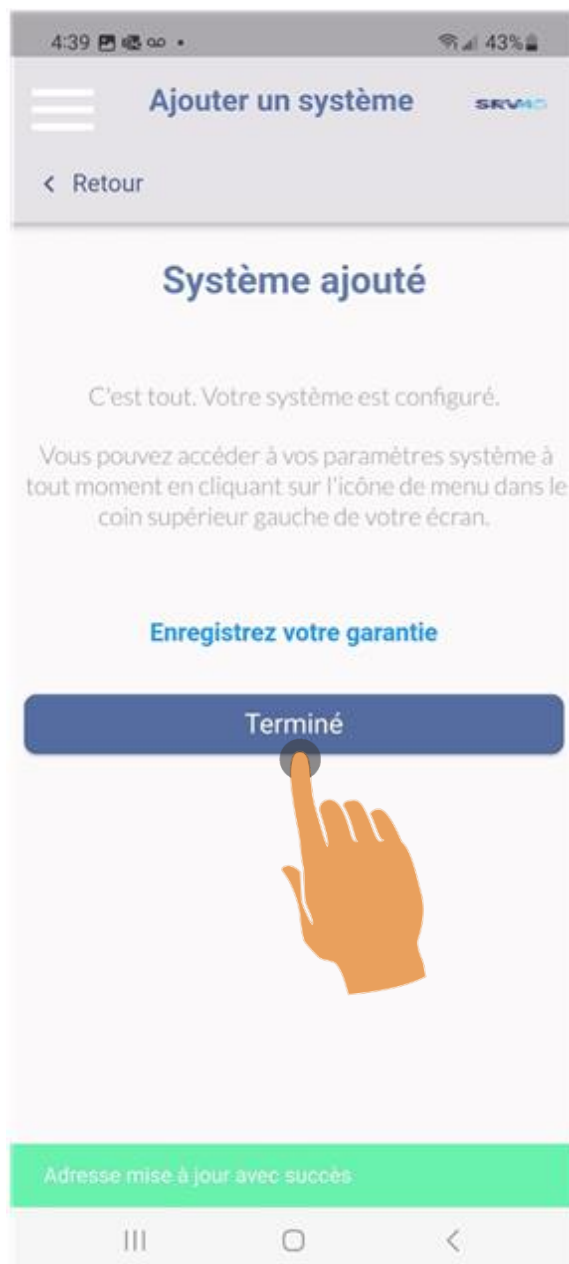 4:39 43%
Ajouter un système
< Retour
Système ajouté
C'est tout. Votre système est configuré.
Vous pouvez accéder à vos paramètres système à
tout moment en cliquant sur l'icône de menu dans le
coin supérieur gauche de votre écran.
Enregistrez votre garantie
Terminé
Adresse mise à jour avec succès